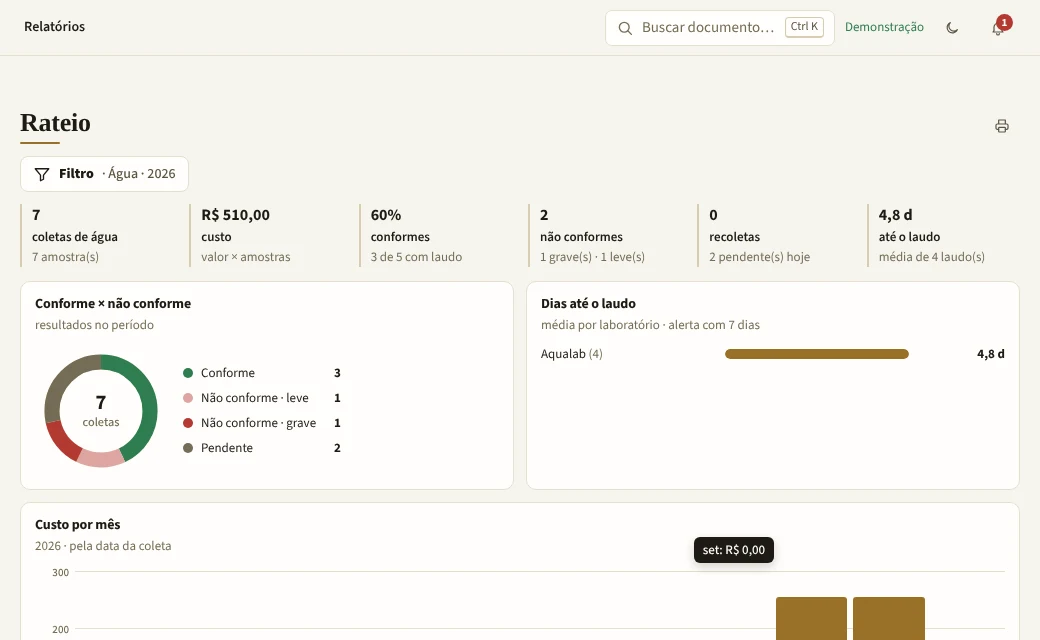 Relatórios
Buscar documento… Ctrl K
Demonstração
1
Rateio
Filtro · Água · 2026
7
coletas de água
7 amostra(s)
R$ 510,00
custo
valor × amostras
60%
conformes
3 de 5 com laudo
2
não conformes
1 grave(s) · 1 leve(s)
0
recoletas
2 pendente(s) hoje
4,8 d
até o laudo
média de 4 laudo(s)
Conforme × não conforme
resultados no período
7
coletas
Conforme 3
Não conforme · leve 1
Não conforme · grave 1
Pendente 2
Dias até o laudo
média por laboratório · alerta com 7 dias
Aqualab (4) 4,8 d
Custo por mês
2026 · pela data da coleta
set: R$ 0,00
300
200